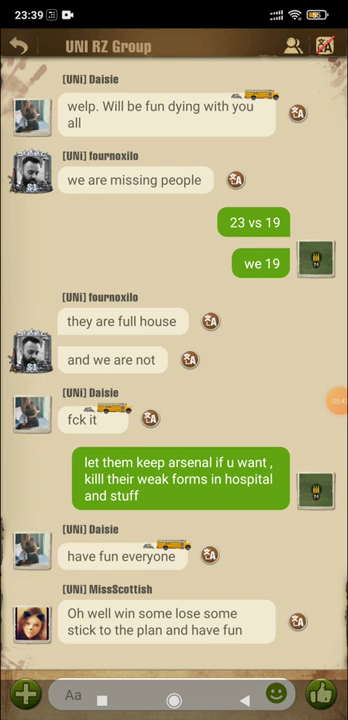 23:39
55
UNI RZ Group
[UNi] Daisie
welp. Will be fun dying with you
all
[UNi] fournoxilo
we are missing people
23 vs 19
we 19
[UNi] fournoxilo
they are full house
and we are not
[UNi] Daisie
fck it
let them keep arsenal if u want ,
killl their weak forms in hospital
and stuff
[UNi] Daisie
have fun everyone
[UNi] MissScottish
Oh well win some lose some
stick to the plan and have fun
Aa